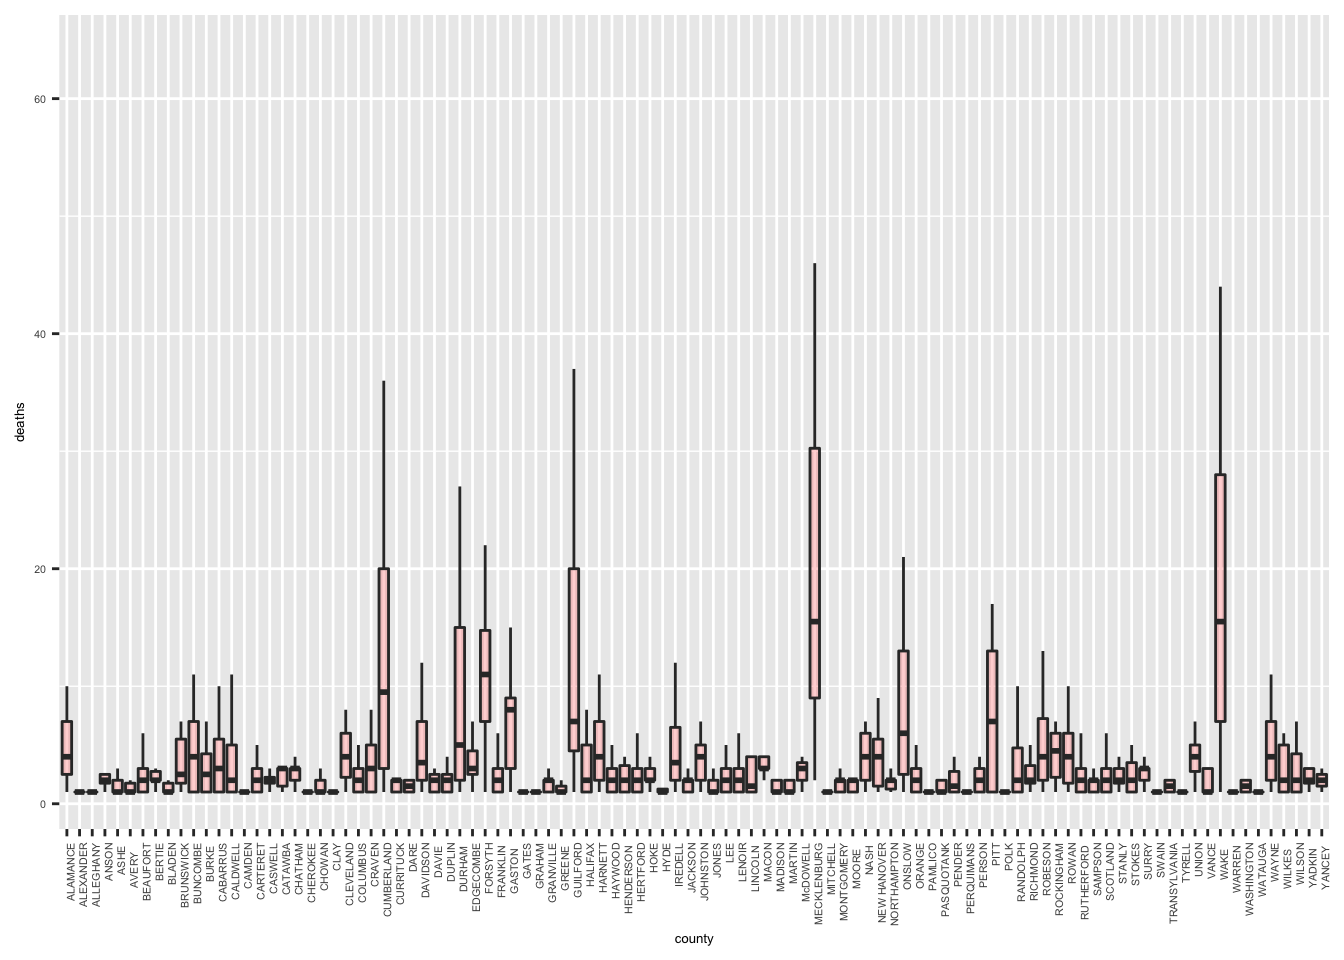 60
40
20
0
deaths
ALAMANCE
ALEXANDER
ALLEGHANY
ANSON
ASHE
AVERY
BEAUFORT
BERTIE
BLADEN
BRUNSWICK
BUNCOMBE
BURKE
CABARRUS
CALDWELL
CAMDEN
CARTERET
CASWELL
CATAWBA
CHATHAM
CHEROKEE
CHOWAN
CLAY
CLEVELAND
COLUMBUS
CRAVEN
CUMBERLAND
CURRITUCK
DARE
DAVIDSON
DAVIE
DUPLIN
DURHAM
EDGECOMBE
FORSYTH
FRANKLIN
GASTON
GATES
GRAHAM
GRANVILLE
GREENE
GUILFORD
HALIFAX
HARNETT
HAYWOOD
HENDERSON
HERTFORD
HOKE
HYDE
IREDELL
JACKSON
JOHNSTON
JONES
LEE
LENOIR
LINCOLN
MACON
MADISON
MARTIN
McDOWELL
MECKLENBURG
MITCHELL
MONTGOMERY
MOORE
NASH
NEW HANOVER
NORTHAMPTON
ONSLOW
ORANGE
PAMLICO
PASQUOTANK
PENDER
PERQUIMANS
PERSON
PITT
POLK
RANDOLPH
RICHMOND
ROBESON
ROCKINGHAM
ROWAN
RUTHERFORD
SAMPSON
SCOTLAND
STANLY
STOKES
SURRY
SWAIN
TRANSYLVANIA
TYRELL
UNION
VANCE
WAKE
WARREN
WASHINGTON
WATAUGA
WAYNE
WILKES
WILSON
YADKIN
YANCEY
county